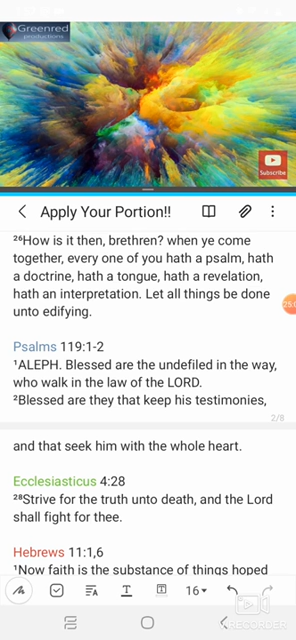 Greenred
productions
Subscribe
Apply Your Portion!!
²⁶How is it then, brethren? when ye come
together, every one of you hath a psalm, hath
a doctrine, hath a tongue, hath a revelation,
hath an interpretation. Let all things be done
unto edifying.
Psalms 119:1-2
¹ALEPH. Blessed are the undefiled in the way,
who walk in the law of the LORD.
²Blessed are they that keep his testimonies,
2/8
and that seek him with the whole heart.
Ecclesiasticus 4:28
²⁸Strive for the truth unto death, and the Lord
shall fight for thee.
Hebrews 11:1,6
¹Now faith is the substance of things hoped
16
RECORDER